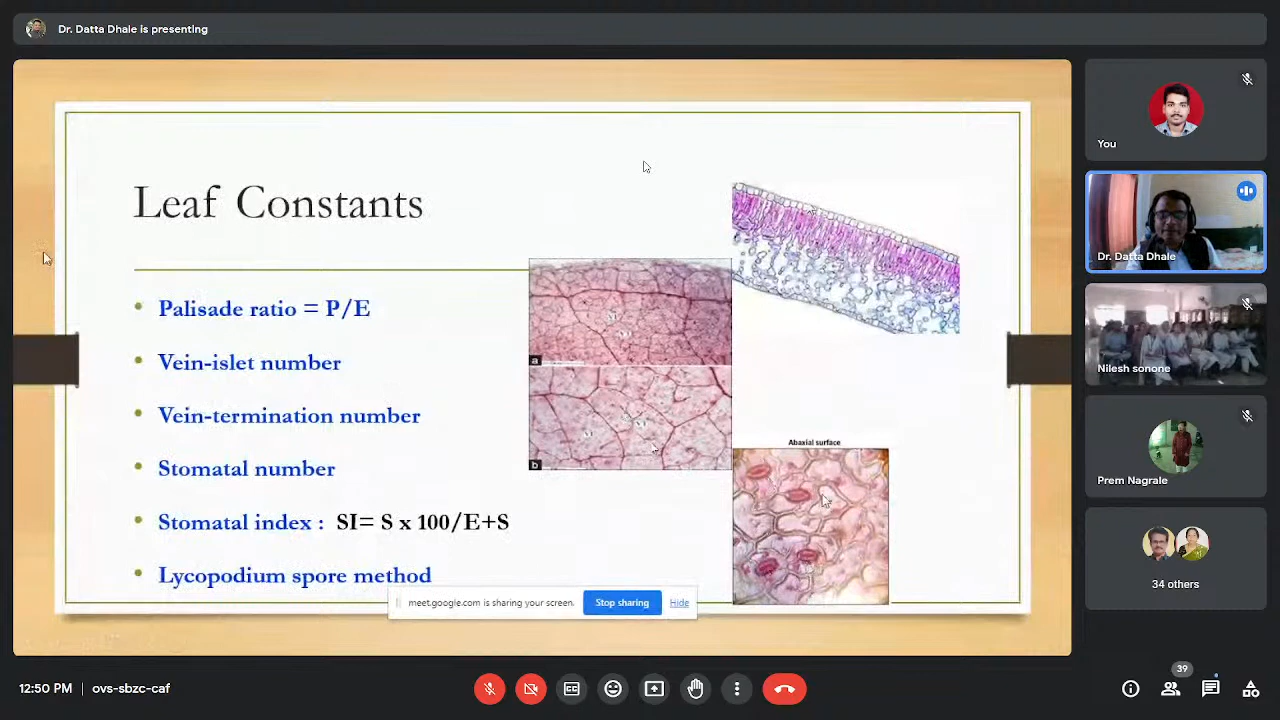 Dr. Datta Dhale is presenting
Leaf Constants
Palisade ratio = P/E
Vein-islet number
Vein-termination number
Stomatal number
Stomatal index : SI= S x 100/E+S
Lycopodium spore method
a
b
Abaxial surface
meet.google.com is sharing your screen.
Stop sharing
Hide
You
Dr. Datta Dhale
Nilesh sonone
Prem Nagrale
34 others
12:50 PM | ovs-sbzc-caf
39